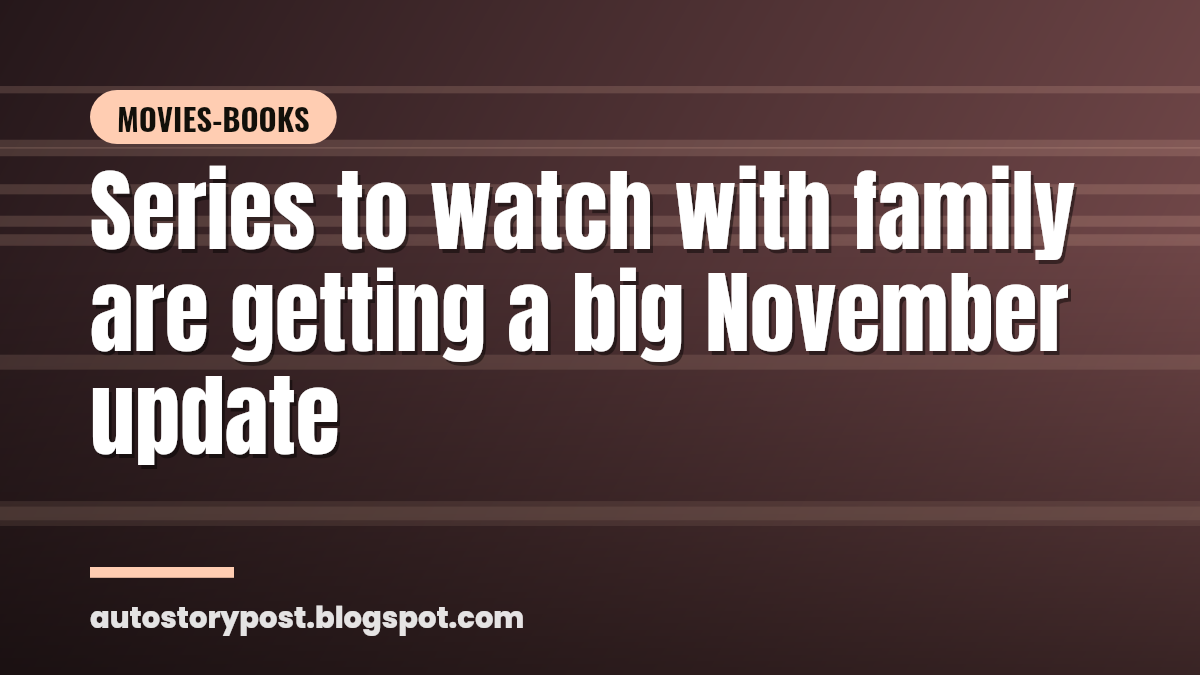 MOVIES-BOOKS
Series to watch with family
are getting a big November
update
autostorypost.blogspot.com